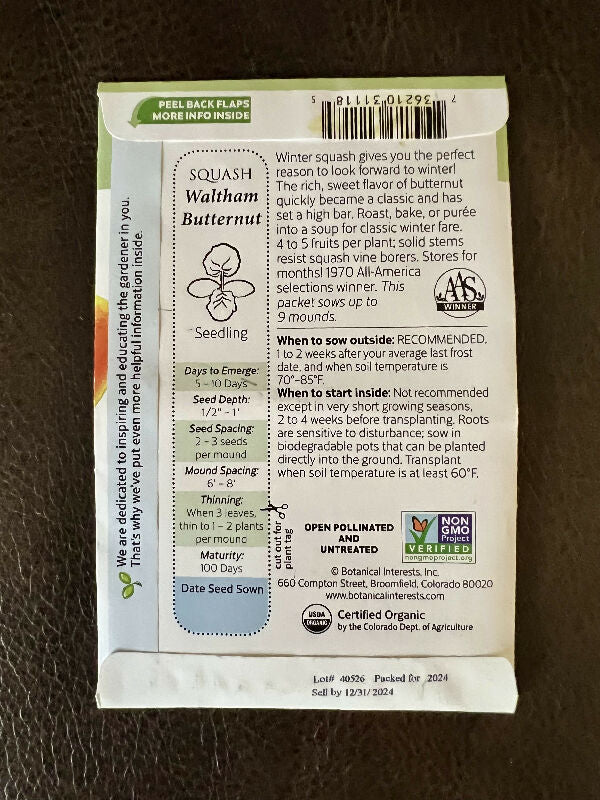 PEEL BACK FLAPS
MORE INFO INSIDE
7 36210 31118 5
We are dedicated to inspiring and educating the gardener in you.
That's why we've put even more helpful information inside.
SQUASH
Waltham
Butternut
Seedling
Days to Emerge:
5 – 10 Days
Seed Depth:
1/2" – 1'
Seed Spacing:
2 – 3 seeds
per mound
Mound Spacing:
6' – 8'
Thinning:
When 3 leaves,
thin to 1 – 2 plants
per mound
Maturity:
100 Days
Date Seed Sown
cut out for
plant tag
Winter squash gives you the perfect
reason to look forward to winter!
The rich, sweet flavor of butternut
quickly became a classic and has
set a high bar. Roast, bake, or purée
into a soup for classic winter fare.
4 to 5 fruits per plant; solid stems
resist squash vine borers. Stores for
months! 1970 All-America
selections winner. This
packet sows up to
9 mounds.
AAS
WINNER
When to sow outside: RECOMMENDED.
1 to 2 weeks after your average last frost
date, and when soil temperature is
70°–85°F.
When to start inside: Not recommended
except in very short growing seasons,
2 to 4 weeks before transplanting. Roots
are sensitive to disturbance; sow in
biodegradable pots that can be planted
directly into the ground. Transplant
when soil temperature is at least 60°F.
OPEN POLLINATED
AND
UNTREATED
NON
GMO
Project
VERIFIED
nongmoproject.org
© Botanical Interests, Inc.
660 Compton Street, Broomfield, Colorado 80020
www.botanicalinterests.com
USDA
ORGANIC
Certified Organic
by the Colorado Dept. of Agriculture
Lot# 40526 Packed for 2024
Sell by 12/31/2024